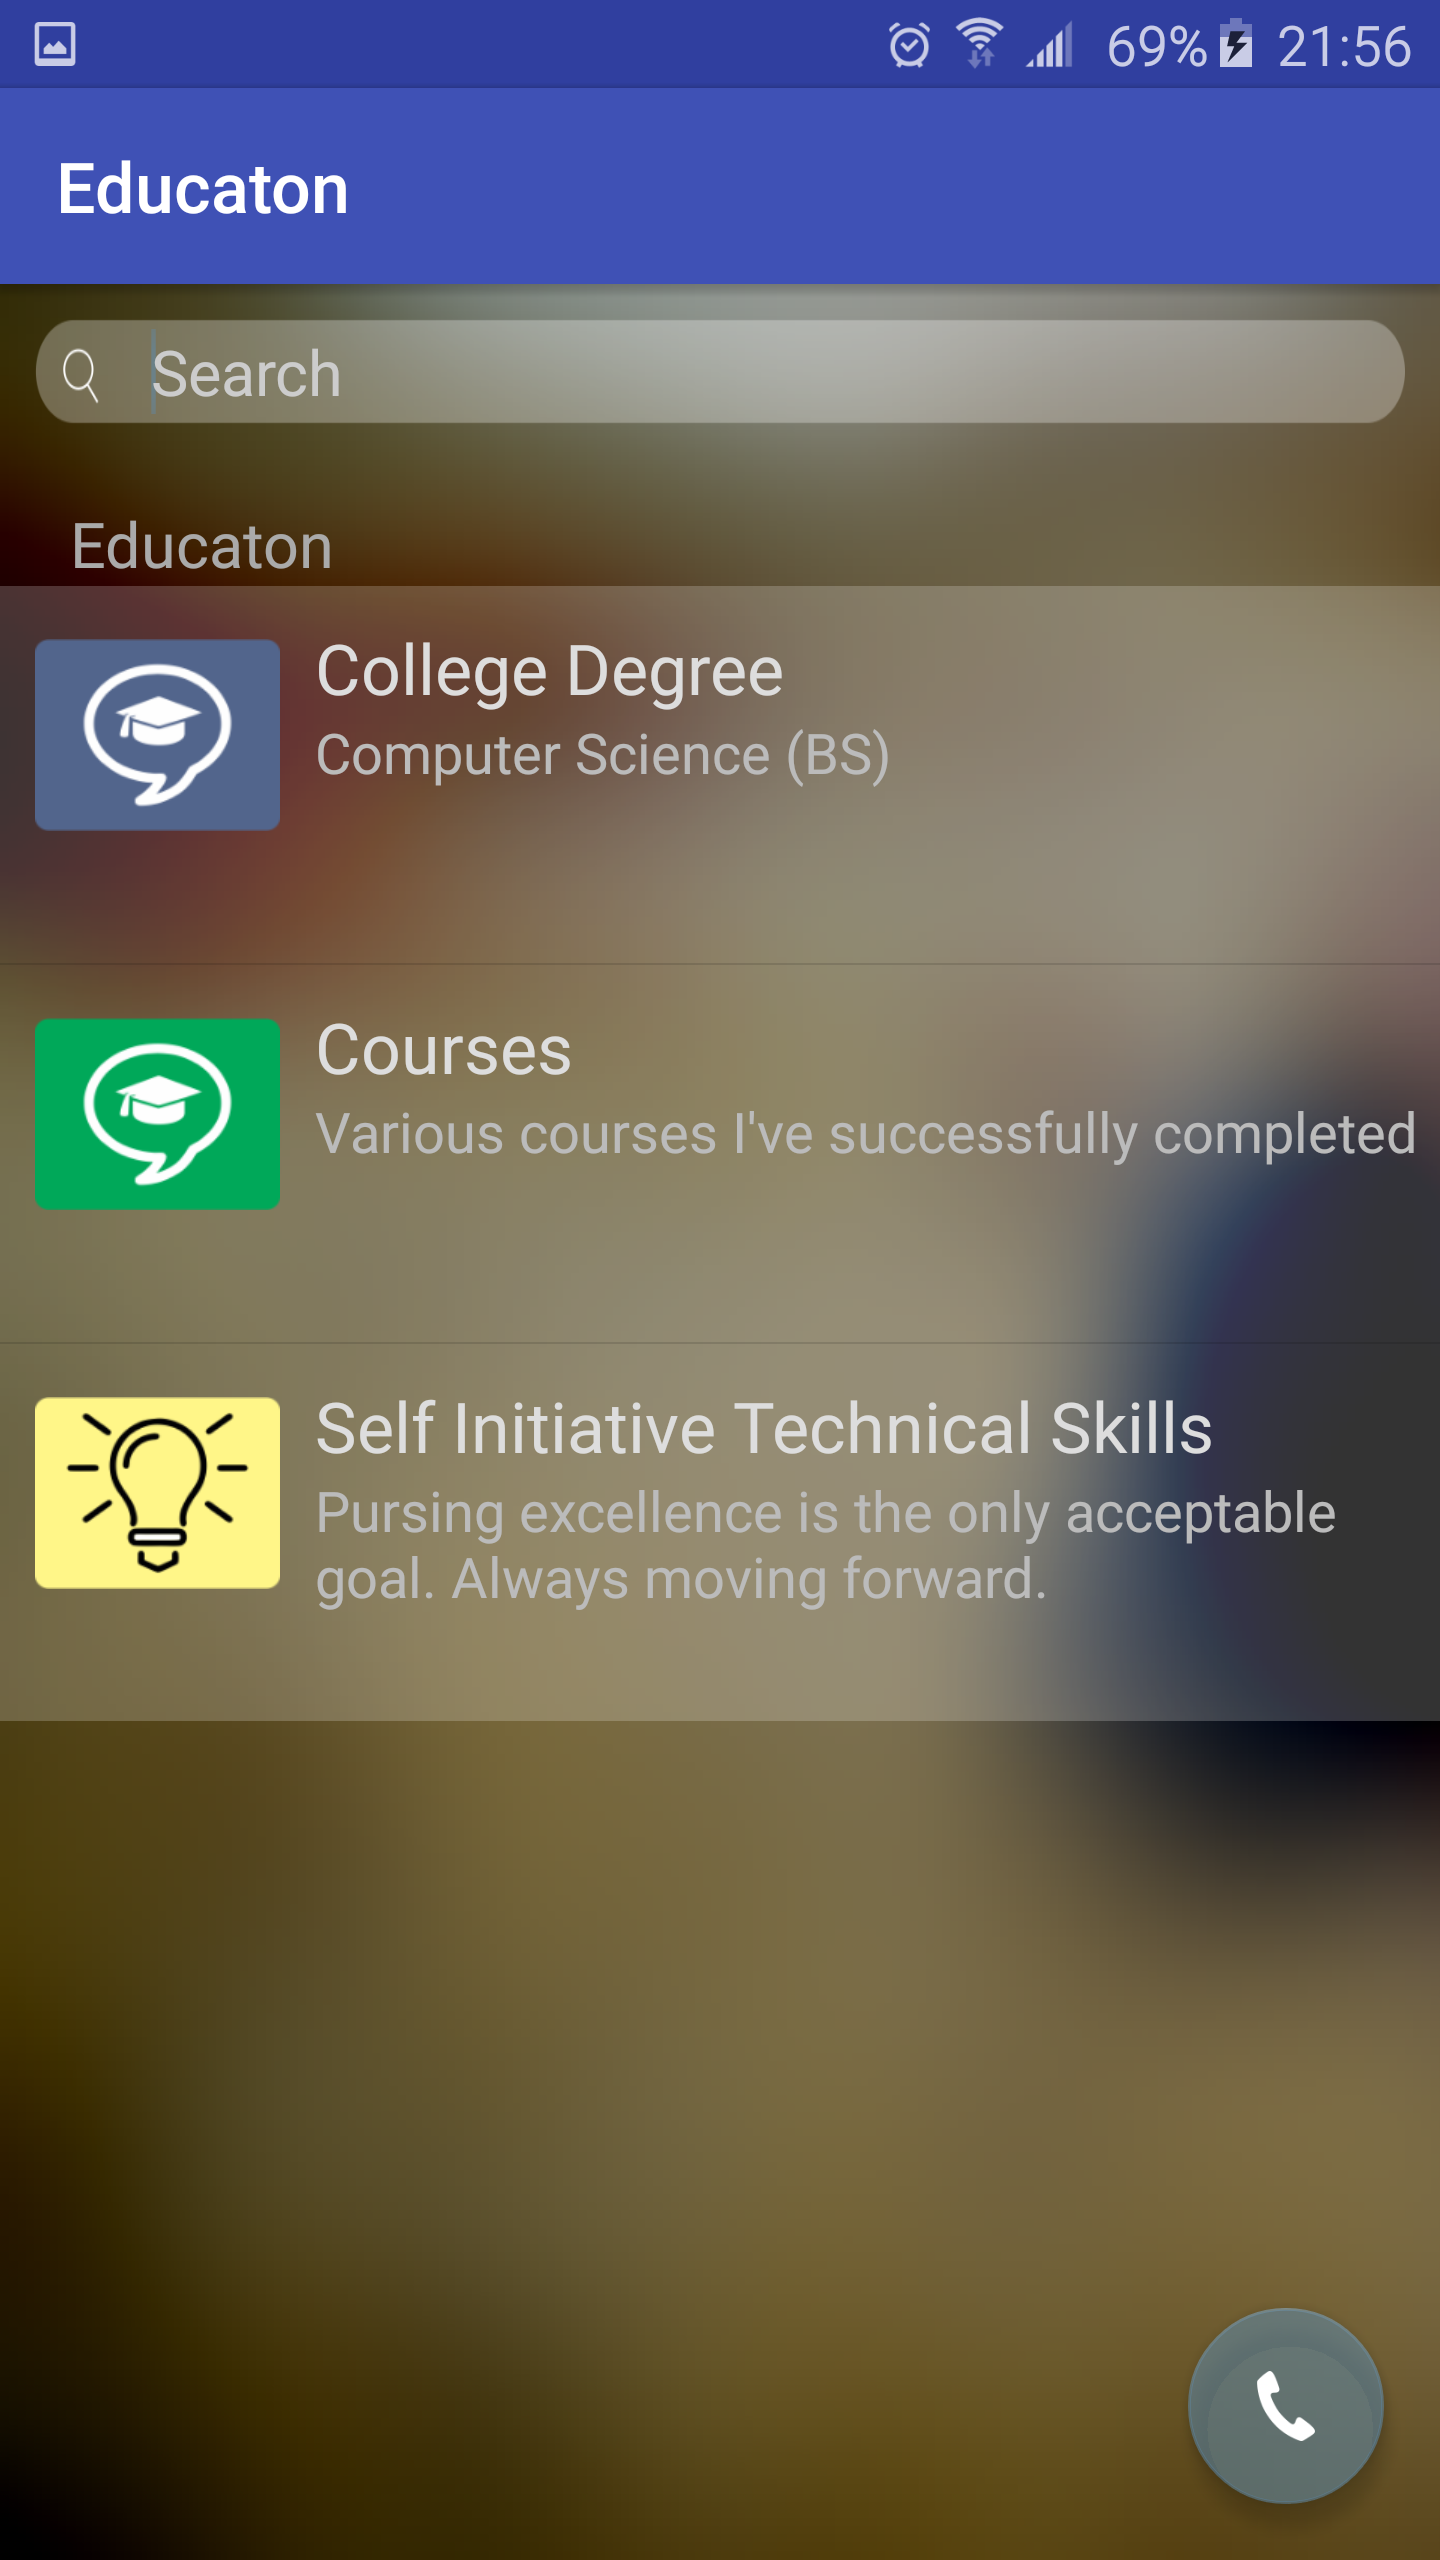 69% 21:56
Educaton
Search
Educaton
College Degree
Computer Science (BS)
Courses
Various courses I've successfully completed
Self Initiative Technical Skills
Pursing excellence is the only acceptable
goal. Always moving forward.